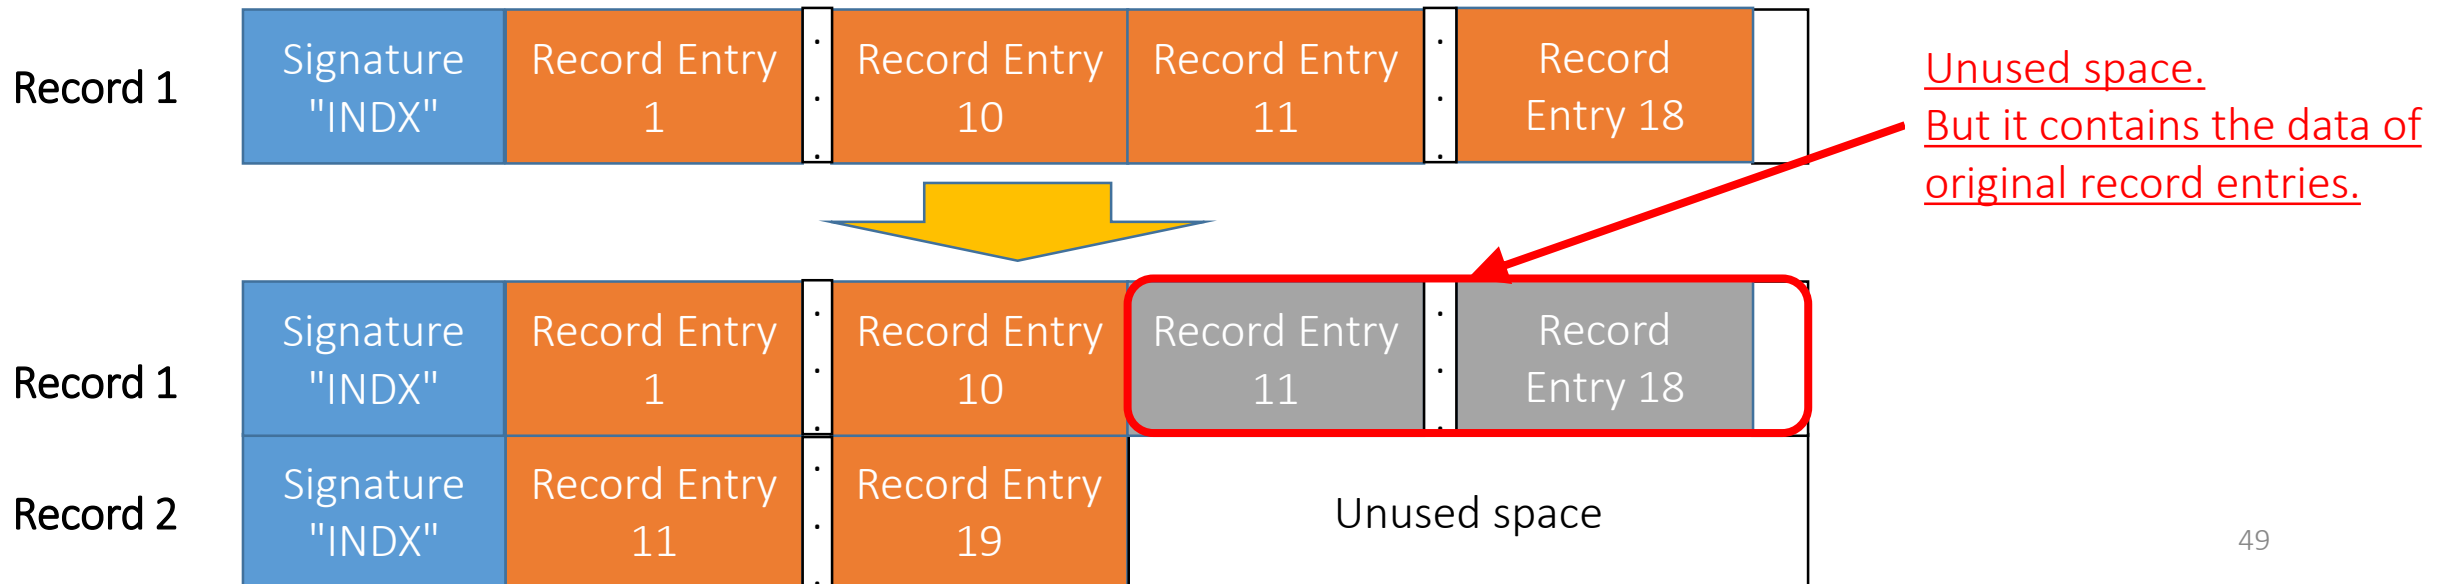 Record 1
Signature
"INDX"
Record Entry
1
. . .
Record Entry
10
Record Entry
11
. . .
Record
Entry 18
Unused space.
But it contains the data of
original record entries.
Record 1
Signature
"INDX"
Record Entry
1
. . .
Record Entry
10
Record Entry
11
. . .
Record
Entry 18
Record 2
Signature
"INDX"
Record Entry
11
. . .
Record Entry
19
Unused space
49